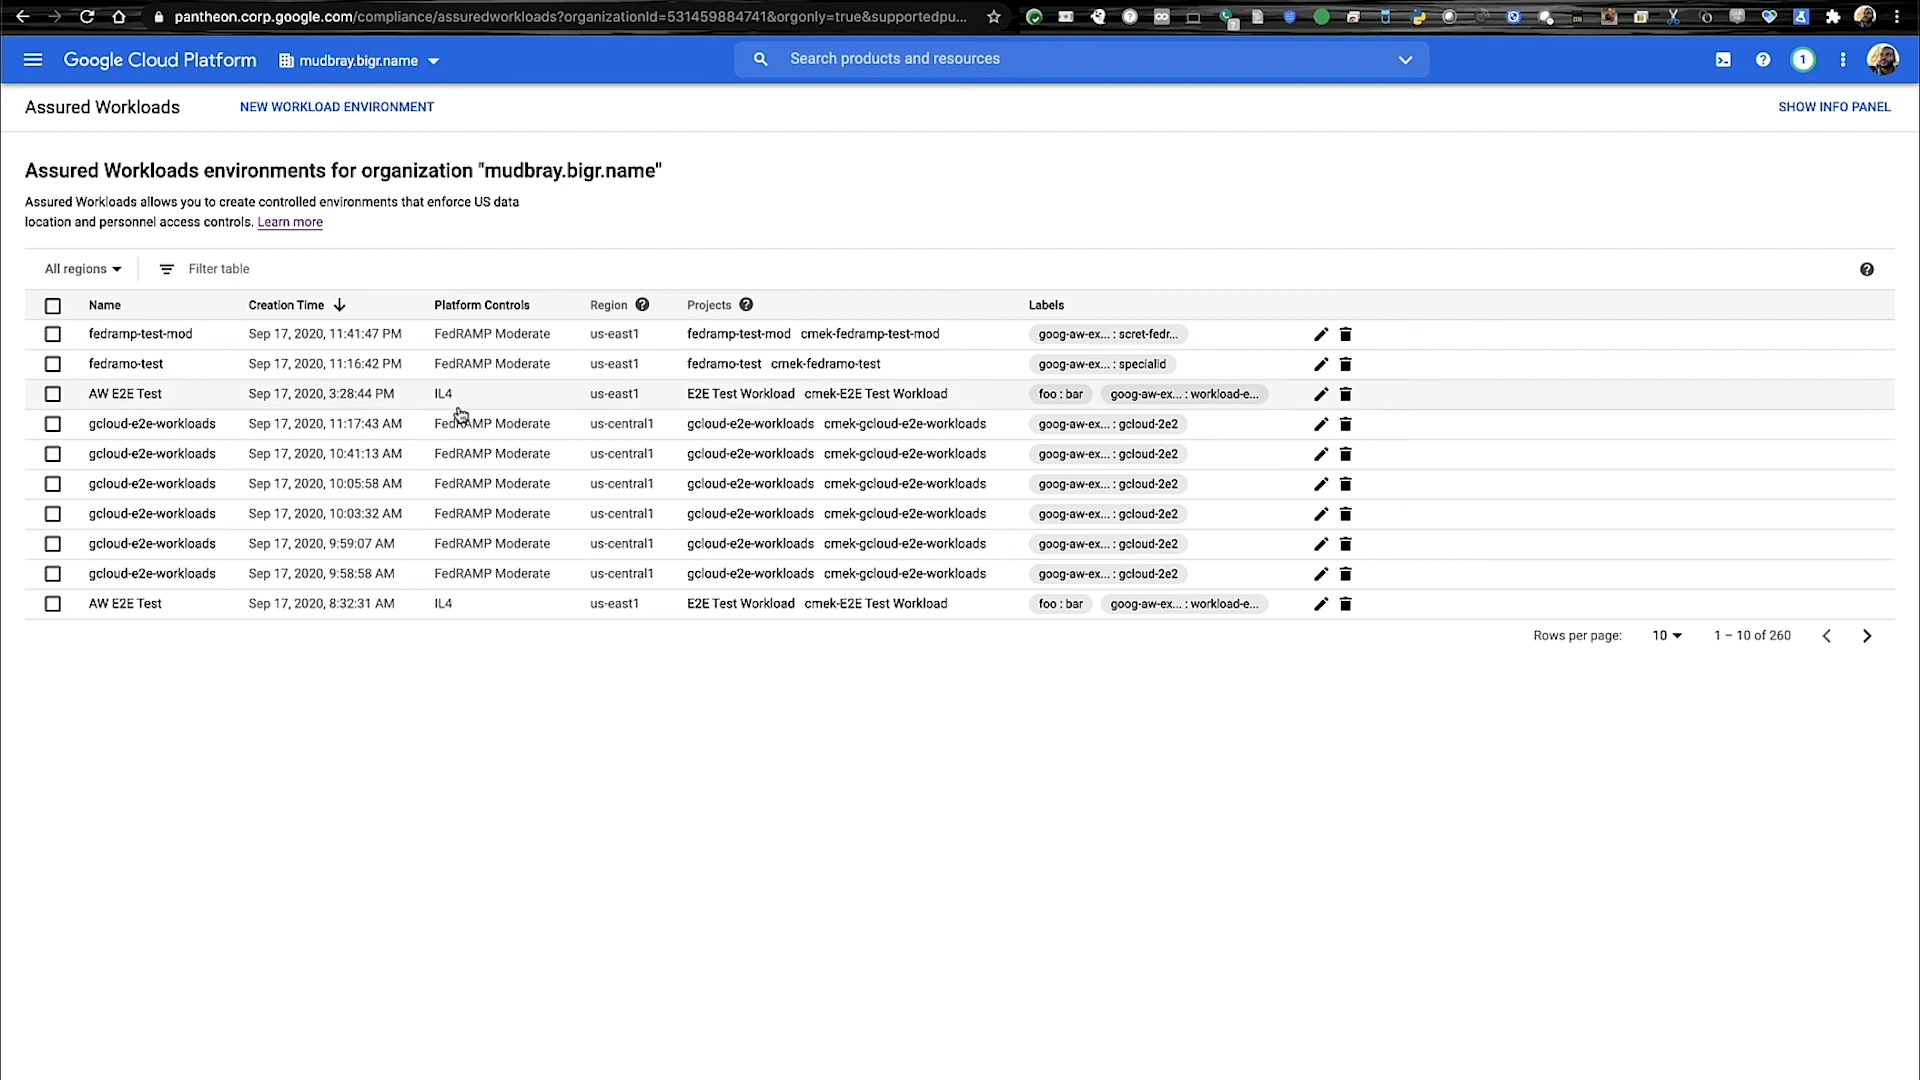 pantheon.corp.google.com/compliance/assuredworkloads?organizationId=531459884741&orgonly=true&supportedpu...
Google Cloud Platform mudbray.bigr.name Search products and resources 1
Assured Workloads NEW WORKLOAD ENVIRONMENT SHOW INFO PANEL
Assured Workloads environments for organization "mudbray.bigr.name"
Assured Workloads allows you to create controlled environments that enforce US data
location and personnel access controls. Learn more
All regions Filter table
Name Creation Time Platform Controls Region Projects Labels
fedramp-test-mod Sep 17, 2020, 11:41:47 PM FedRAMP Moderate us-east1 fedramp-test-mod cmek-fedramp-test-mod goog-aw-ex... : scret-fedr...
fedramo-test Sep 17, 2020, 11:16:42 PM FedRAMP Moderate us-east1 fedramo-test cmek-fedramo-test goog-aw-ex... : specialid
AW E2E Test Sep 17, 2020, 3:28:44 PM IL4 us-east1 E2E Test Workload cmek-E2E Test Workload foo : bar goog-aw-ex... : workload-e...
gcloud-e2e-workloads Sep 17, 2020, 11:17:43 AM FedRAMP Moderate us-central1 gcloud-e2e-workloads cmek-gcloud-e2e-workloads goog-aw-ex... : gcloud-2e2
gcloud-e2e-workloads Sep 17, 2020, 10:41:13 AM FedRAMP Moderate us-central1 gcloud-e2e-workloads cmek-gcloud-e2e-workloads goog-aw-ex... : gcloud-2e2
gcloud-e2e-workloads Sep 17, 2020, 10:05:58 AM FedRAMP Moderate us-central1 gcloud-e2e-workloads cmek-gcloud-e2e-workloads goog-aw-ex... : gcloud-2e2
gcloud-e2e-workloads Sep 17, 2020, 10:03:32 AM FedRAMP Moderate us-central1 gcloud-e2e-workloads cmek-gcloud-e2e-workloads goog-aw-ex... : gcloud-2e2
gcloud-e2e-workloads Sep 17, 2020, 9:59:07 AM FedRAMP Moderate us-central1 gcloud-e2e-workloads cmek-gcloud-e2e-workloads goog-aw-ex... : gcloud-2e2
gcloud-e2e-workloads Sep 17, 2020, 9:58:58 AM FedRAMP Moderate us-central1 gcloud-e2e-workloads cmek-gcloud-e2e-workloads goog-aw-ex... : gcloud-2e2
AW E2E Test Sep 17, 2020, 8:32:31 AM IL4 us-east1 E2E Test Workload cmek-E2E Test Workload foo : bar goog-aw-ex... : workload-e...
Rows per page: 10 1 – 10 of 260